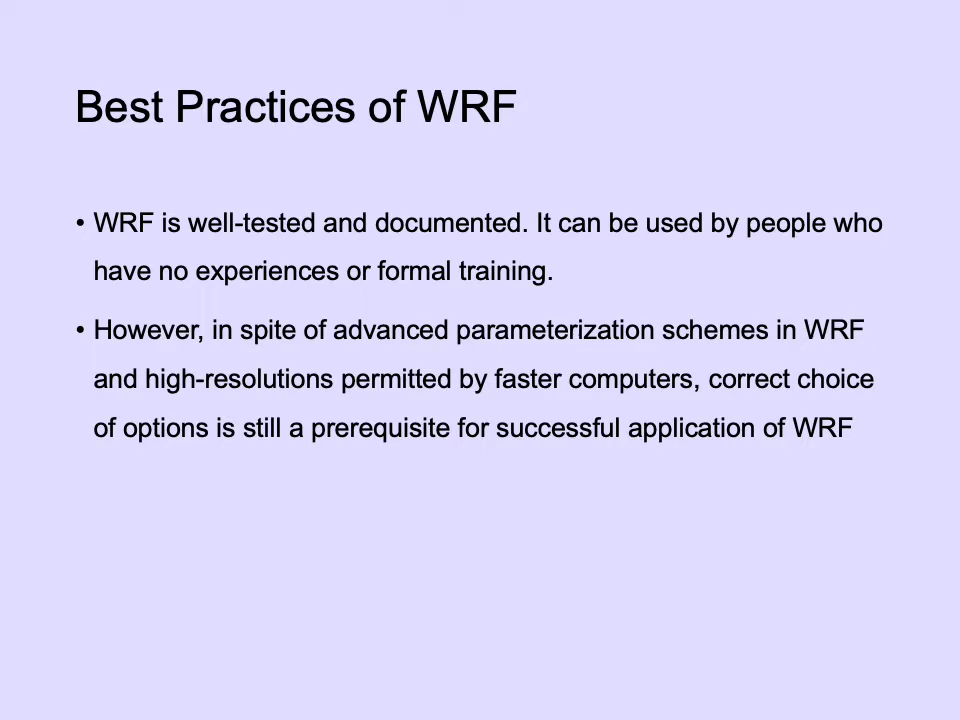 Best Practices of WRF
• WRF is well-tested and documented. It can be used by people who
have no experiences or formal training.
• However, in spite of advanced parameterization schemes in WRF
and high-resolutions permitted by faster computers, correct choice
of options is still a prerequisite for successful application of WRF